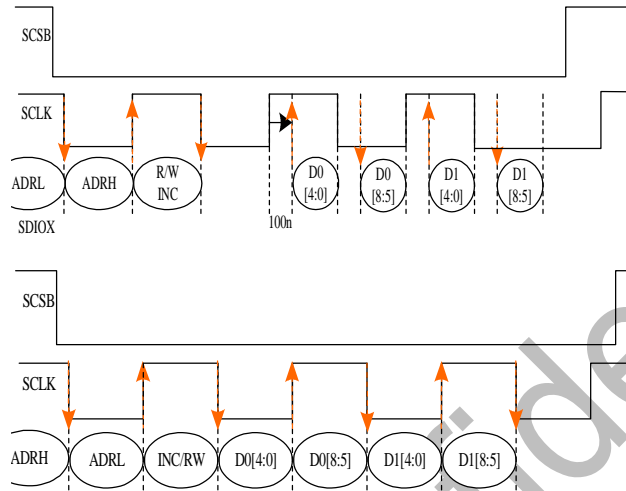 SCSB
SCLK
ADRL ADRH R/W INC D0 [4:0] D0 [8:5] D1 [4:0] D1 [8:5]
SDIOX
100n
SCSB
SCLK
ADRH ADRL INC/RW D0[4:0] D0[8:5] D1[4:0] D1[8:5]